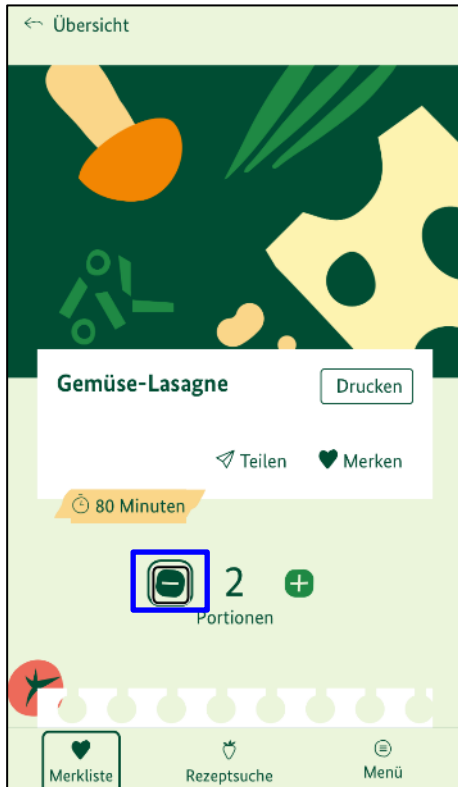 Übersicht
Gemüse-Lasagne
Drucken
Teilen
Merken
80 Minuten
2
Portionen
Merkliste
Rezeptsuche
Menü